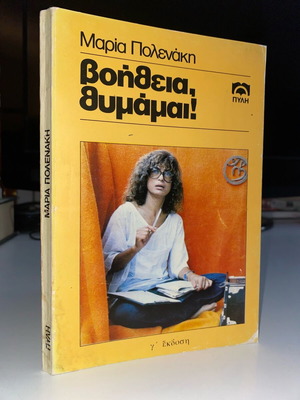 Μαρία Πολενάκη
βοήθεια,
θυμάμαι!
ΠΥΛΗ
γ΄ έκδοση
ΜΑΡΙΑ ΠΟΛΕΝΑΚΗ
ΠΥΛΗ